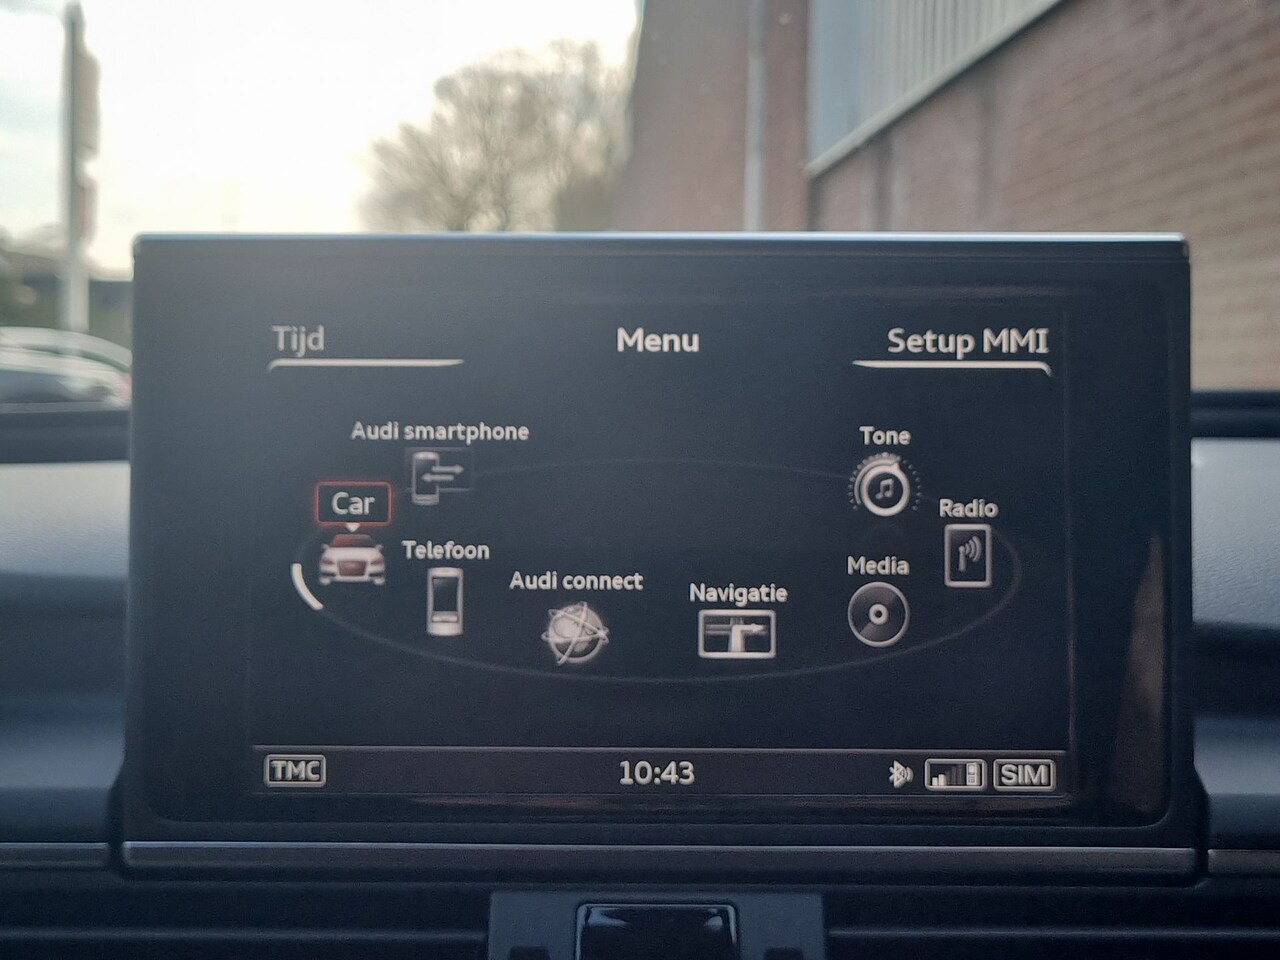 Tijd
Menu
Setup MMI
Audi smartphone
Tone
Car
Radio
Telefoon
Media
Audi connect
Navigatie
TMC
10:43
SIM